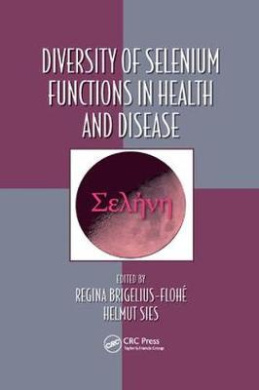 DIVERSITY OF SELENIUM
FUNCTIONS IN HEALTH
AND DISEASE
Σελήνη
EDITED BY
REGINA BRIGELIUS-FLOHÉ
HELMUT SIES
CRC
CRC Press
Taylor & Francis Group